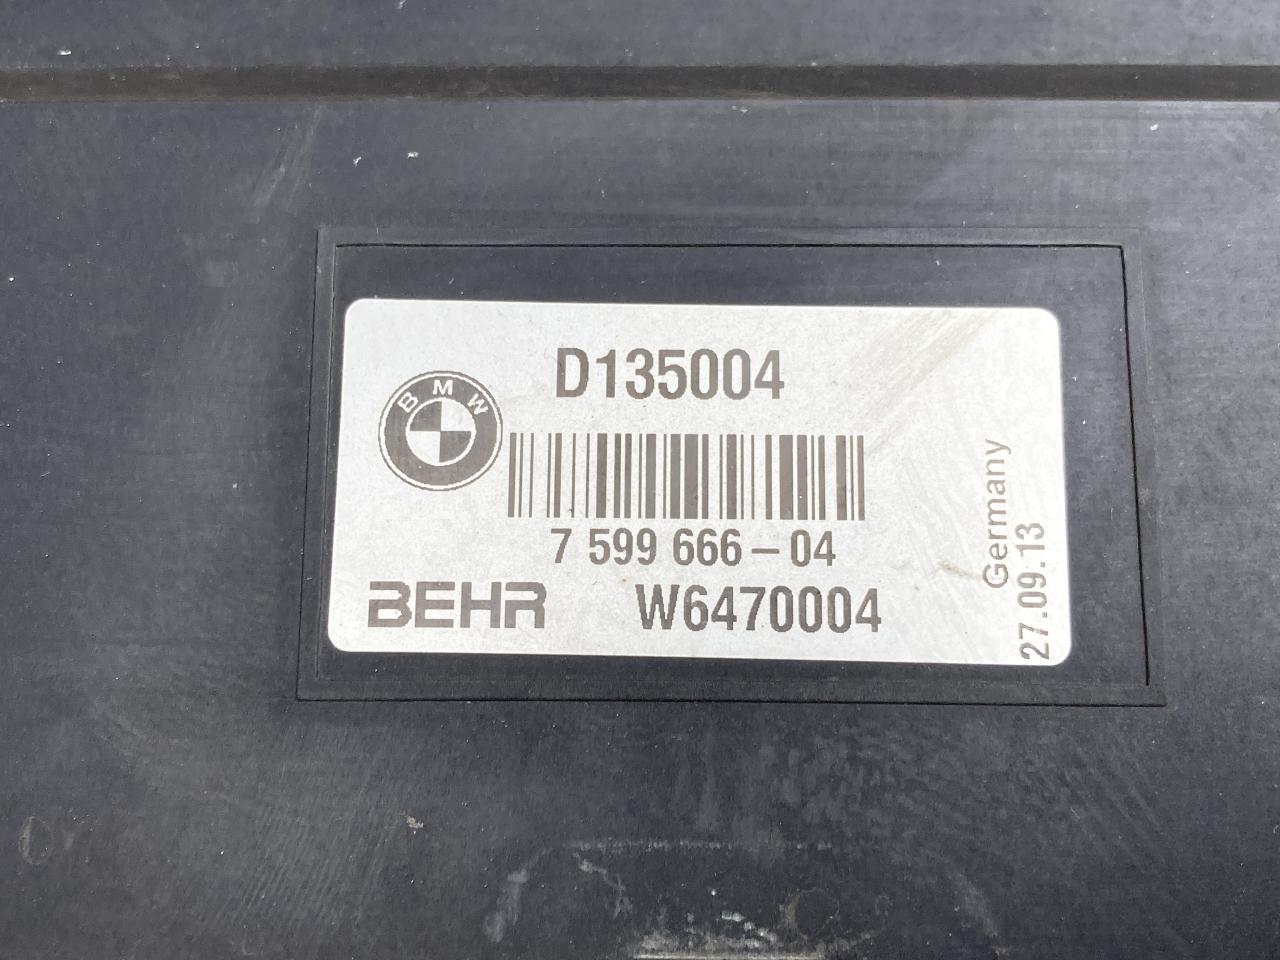 D135004
BMW
7 599 666-04
BEHR W6470004
Germany
27.09.13